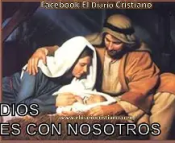 Facebook El Diario Cristiano
DIOS
ES CON NOSOTROS